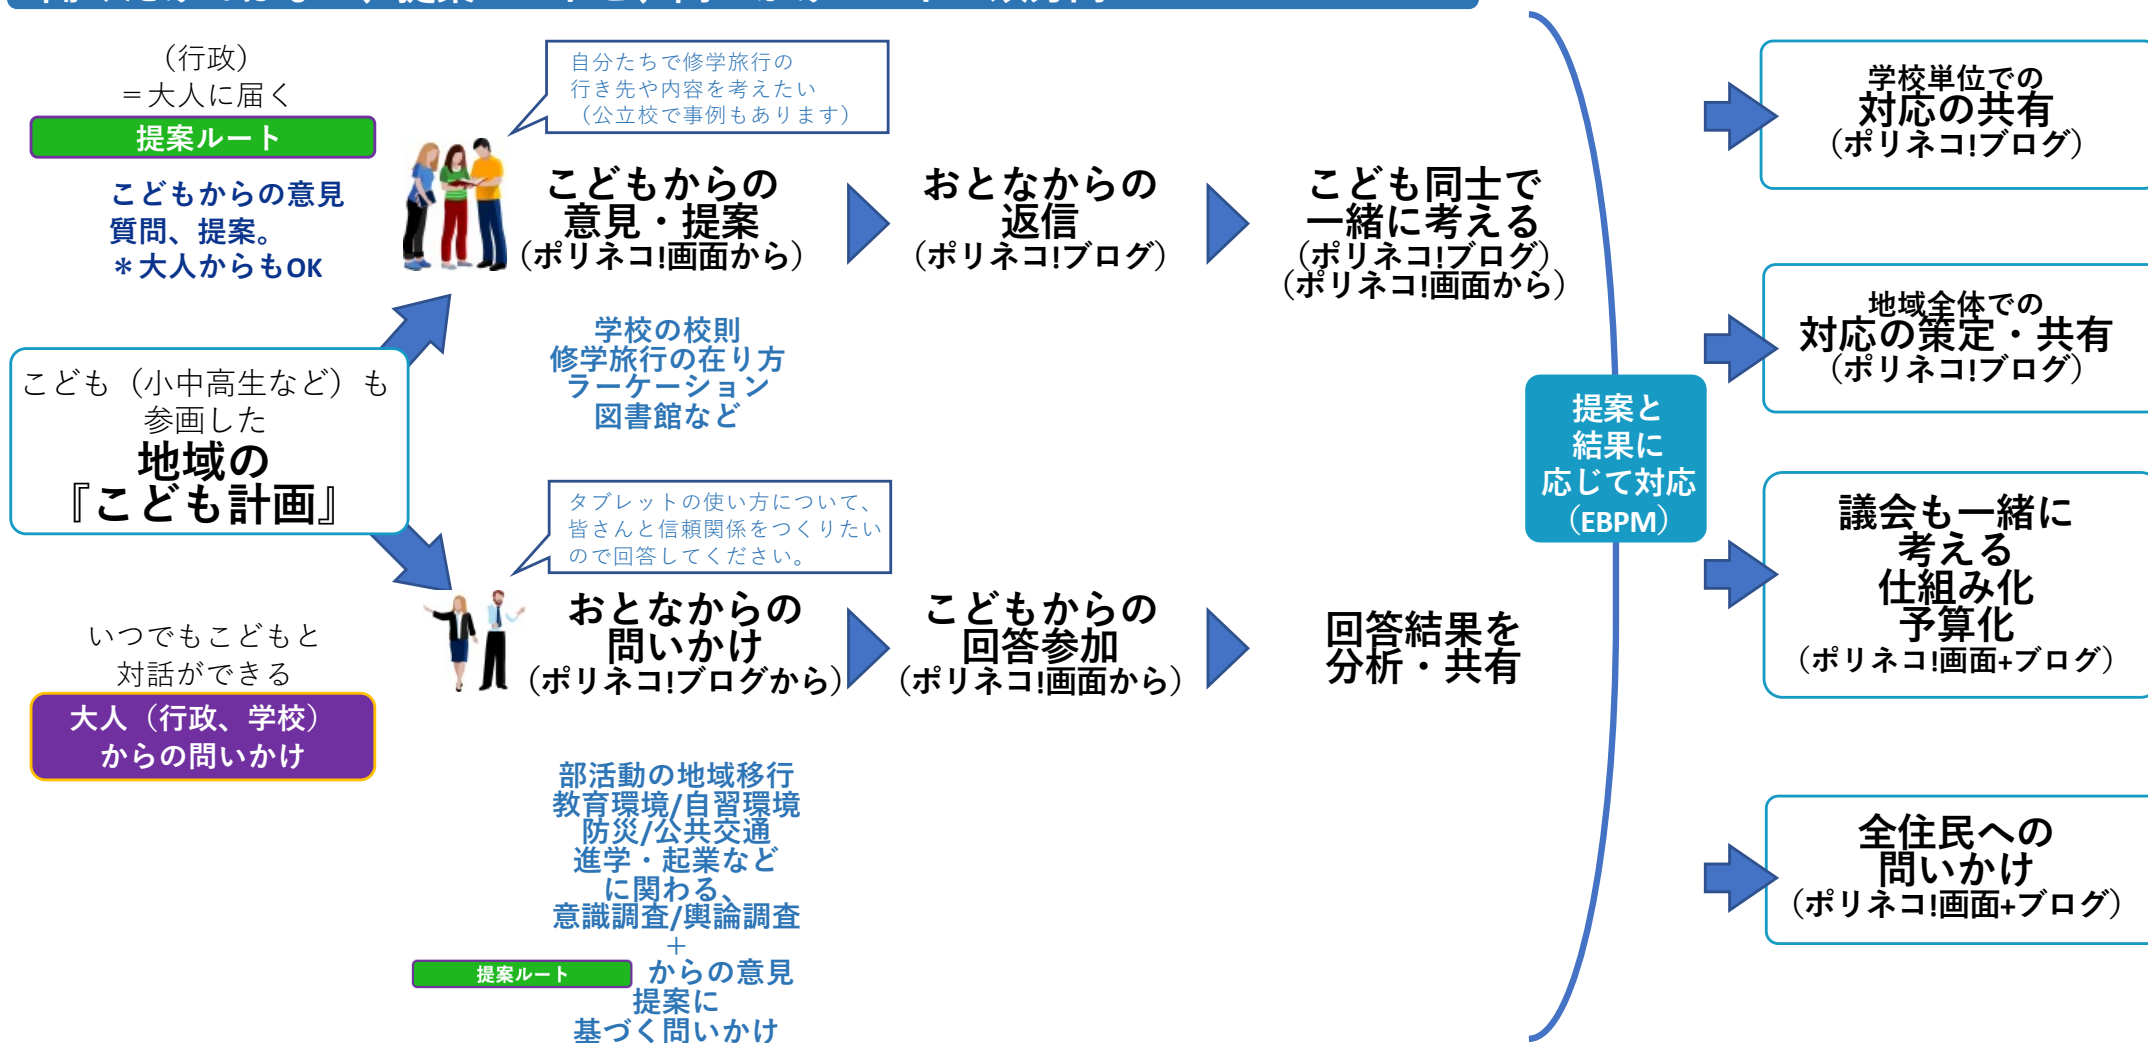 （行政）
＝大人に届く
提案ルート
こどもからの意見
質問、提案。
＊大人からもOK
こども（小中高生など）も
参画した
地域の
『こども計画』
いつでもこどもと
対話ができる
大人（行政、学校）
からの問いかけ
自分たちで修学旅行の
行き先や内容を考えたい
（公立校で事例もあります）
こどもからの
意見・提案
（ポリネコ!画面から）
おとなからの
返信
（ポリネコ!ブログ）
こども同士で
一緒に考える
（ポリネコ!ブログ）
（ポリネコ!画面から）
学校の校則
修学旅行の在り方
ラーケーション
図書館など
タブレットの使い方について、
皆さんと信頼関係をつくりたい
ので回答してください。
おとなからの
問いかけ
（ポリネコ!ブログから）
こどもからの
回答参加
（ポリネコ!画面から）
回答結果を
分析・共有
部活動の地域移行
教育環境/自習環境
防災/公共交通
進学・起業など
に関わる、
意識調査/輿論調査
＋
提案ルート からの意見
提案に
基づく問いかけ
提案と
結果に
応じて対応
（EBPM）
学校単位での
対応の共有
（ポリネコ!ブログ）
地域全体での
対応の策定・共有
（ポリネコ!ブログ）
議会も一緒に
考える
仕組み化
予算化
（ポリネコ!画面+ブログ）
全住民への
問いかけ
（ポリネコ!画面+ブログ）